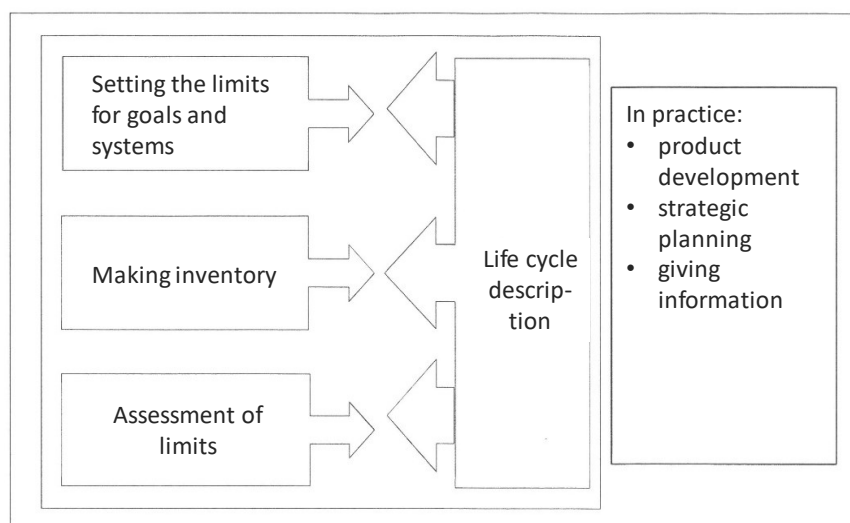 Setting the limits
for goals and
systems
Making inventory
Assessment of
limits
Life cycle
descrip-
tion
In practice:
• product
development
• strategic
planning
• giving
information